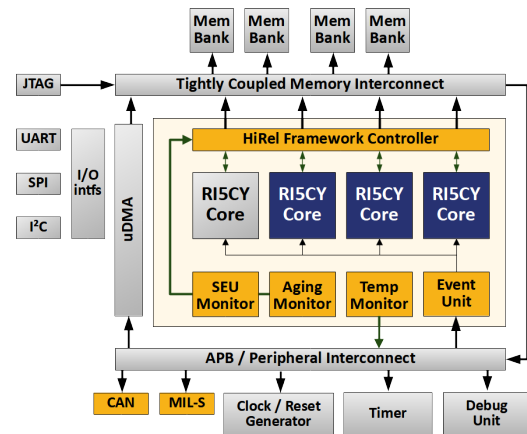 Mem
Bank
Mem
Bank
Mem
Bank
Mem
Bank
JTAG
Tightly Coupled Memory Interconnect
UART
SPI
I²C
I/O
intfs
uDMA
HiRel Framework Controller
RI5CY
Core
RI5CY
Core
RI5CY
Core
RI5CY
Core
SEU
Monitor
Aging
Monitor
Temp
Monitor
Event
Unit
APB / Peripheral Interconnect
CAN
MIL-S
Clock / Reset
Generator
Timer
Debug
Unit